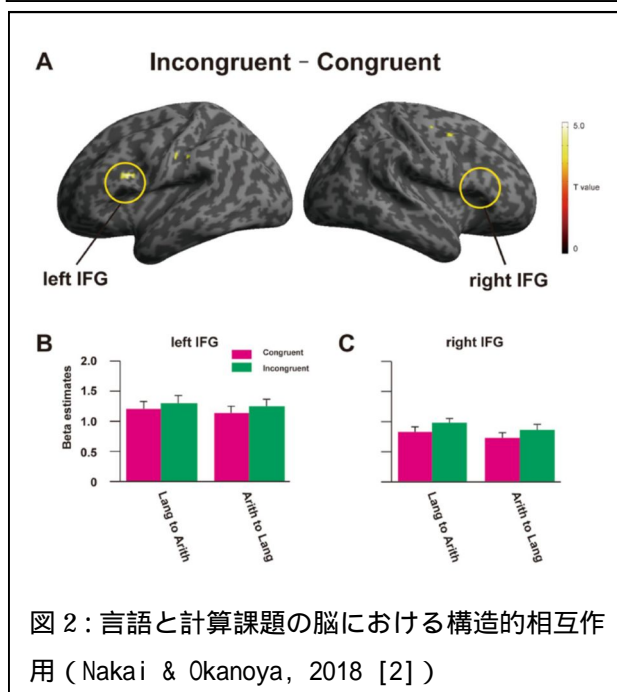 A
Incongruent – Congruent
5.0
T value
0
left IFG
right IFG
B
left IFG
Congruent
Incongruent
C
right IFG
Beta estimates
2.0
1.5
1.0
0.5
0
Lang to Arith
Arith to Lang
Lang to Arith
Arith to Lang
図 2：言語と計算課題の脳における構造的相互作
用（Nakai & Okanoya, 2018 [2]）